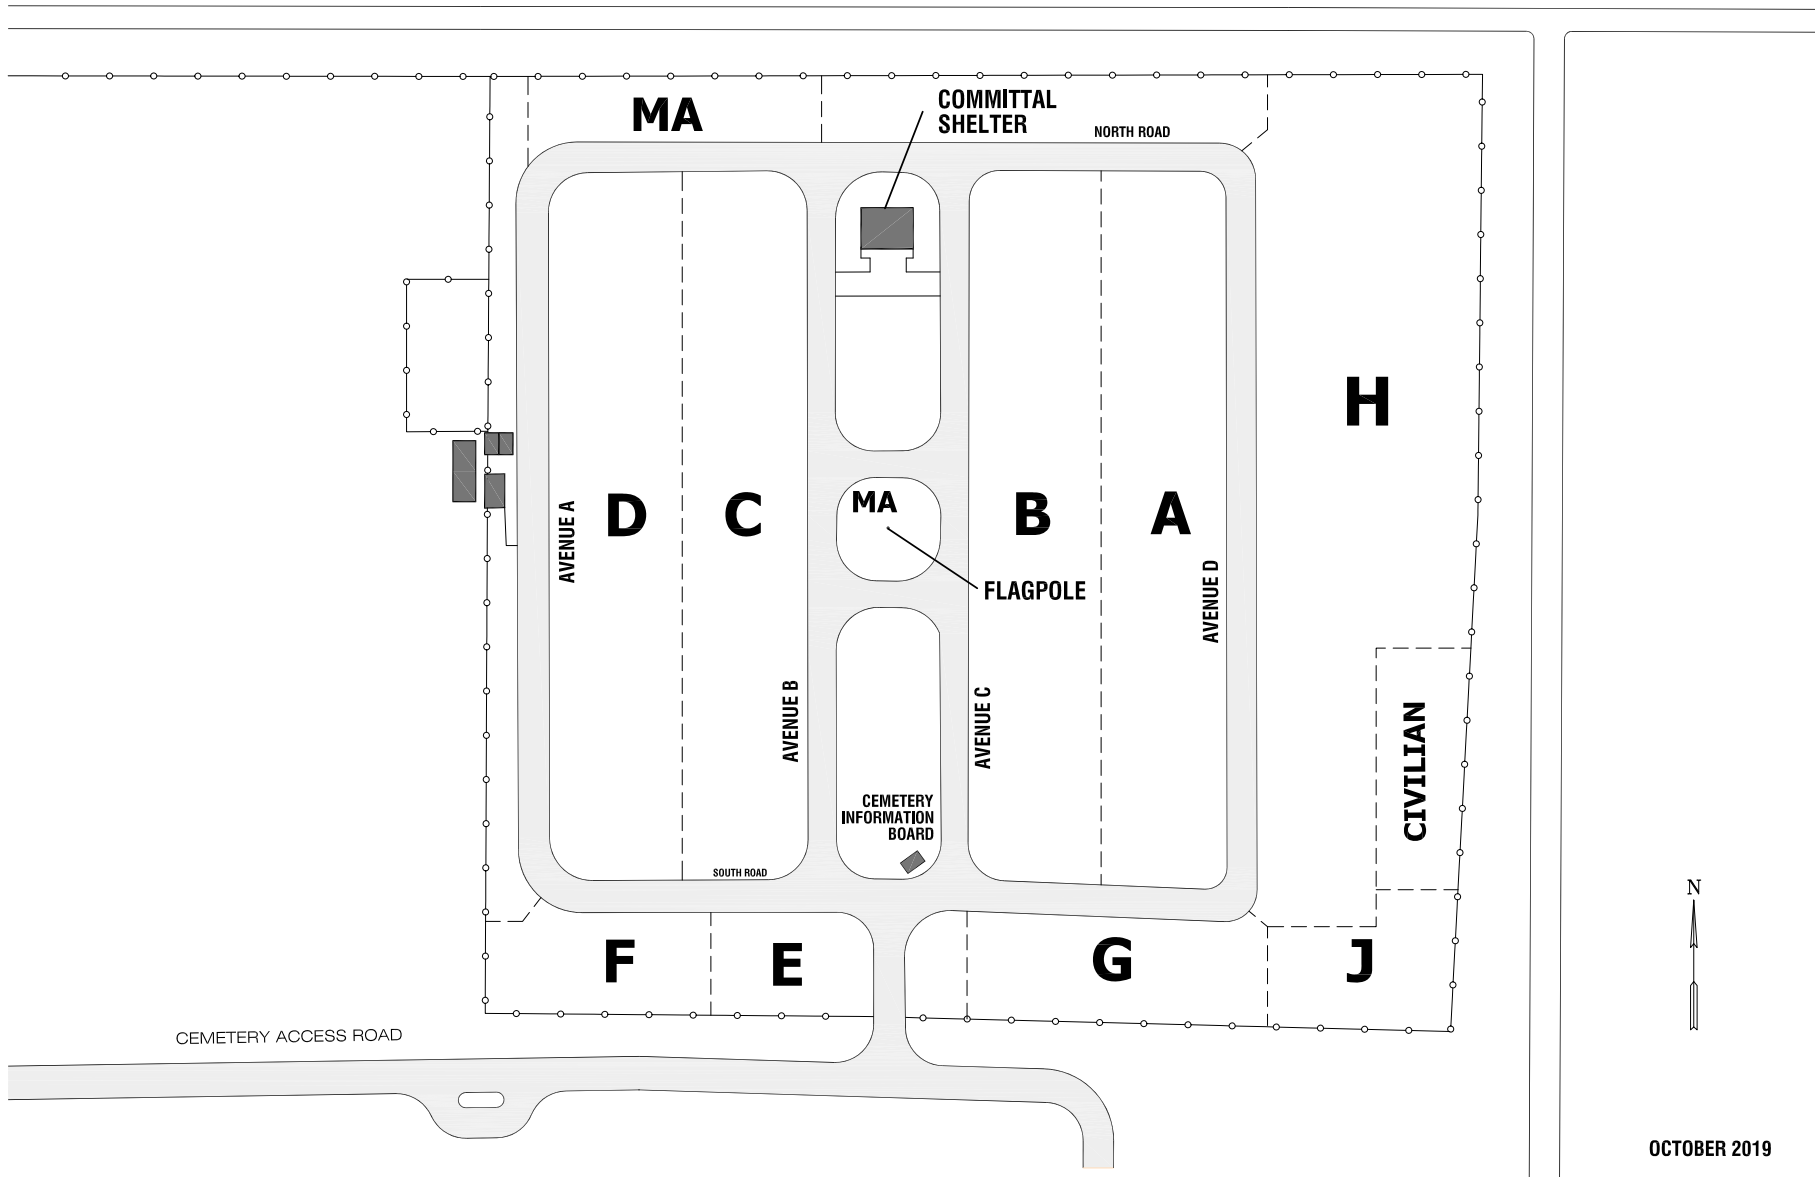 MA
COMMITTAL
SHELTER
NORTH ROAD
H
D
C
MA
B
A
AVENUE A
FLAGPOLE
AVENUE D
AVENUE B
AVENUE C
CIVILIAN
CEMETERY
INFORMATION
BOARD
SOUTH ROAD
N
F
E
G
J
CEMETERY ACCESS ROAD
OCTOBER 2019